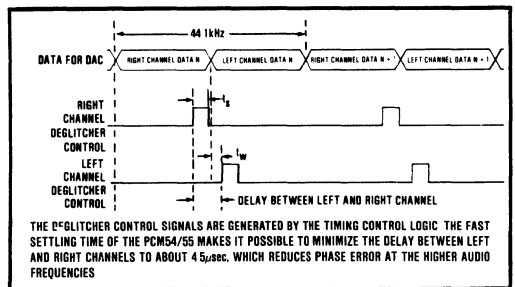 44 1kHz
DATA FOR DAC
RIGHT CHANNEL DATA N
LEFT CHANNEL DATA N
RIGHT CHANNEL DATA N + 1
LEFT CHANNEL DATA N + 1
RIGHT
CHANNEL
DEGLITCHER
CONTROL
ts
LEFT
CHANNEL
DEGLITCHER
CONTROL
tw
DELAY BETWEEN LEFT AND RIGHT CHANNEL
THE DEGLITCHER CONTROL SIGNALS ARE GENERATED BY THE TIMING CONTROL LOGIC THE FAST
SETTLING TIME OF THE PCM54/55 MAKES IT POSSIBLE TO MINIMIZE THE DELAY BETWEEN LEFT
AND RIGHT CHANNELS TO ABOUT 4 5µsec, WHICH REDUCES PHASE ERROR AT THE HIGHER AUDIO
FREQUENCIES